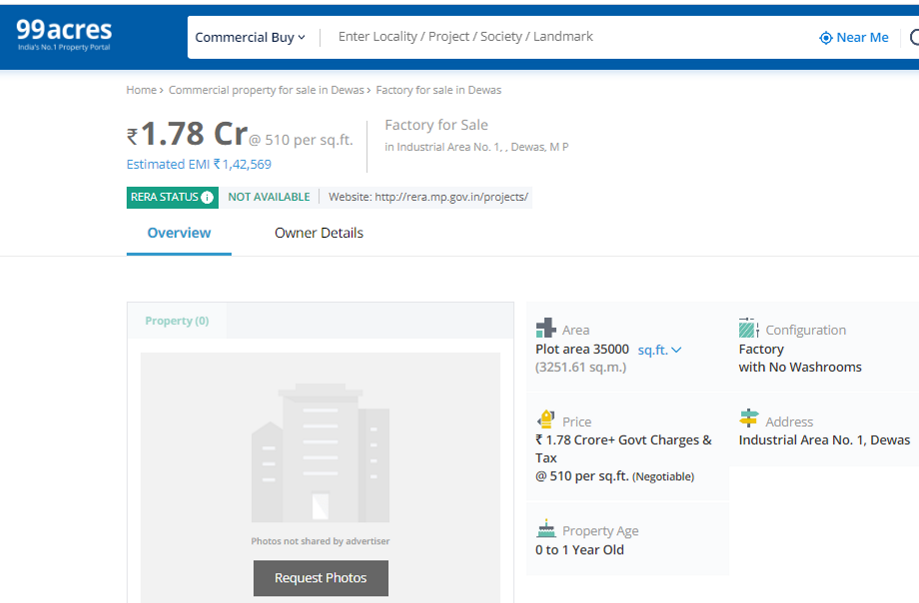 99acres
India's No.1 Property Portal
Commercial Buy
Enter Locality / Project / Society / Landmark
Near Me
Home › Commercial property for sale in Dewas › Factory for sale in Dewas
₹1.78 Cr@ 510 per sq.ft.
Estimated EMI ₹1,42,569
Factory for Sale
in Industrial Area No. 1, , Dewas, M P
RERA STATUS i NOT AVAILABLE Website: http://rera.mp.gov.in/projects/
Overview
Owner Details
Property (0)
Photos not shared by advertiser
Request Photos
Area
Plot area 35000 sq.ft.
(3251.61 sq.m.)
Configuration
Factory
with No Washrooms
Price
₹ 1.78 Crore+ Govt Charges &
Tax
@ 510 per sq.ft. (Negotiable)
Address
Industrial Area No. 1, Dewas
Property Age
0 to 1 Year Old